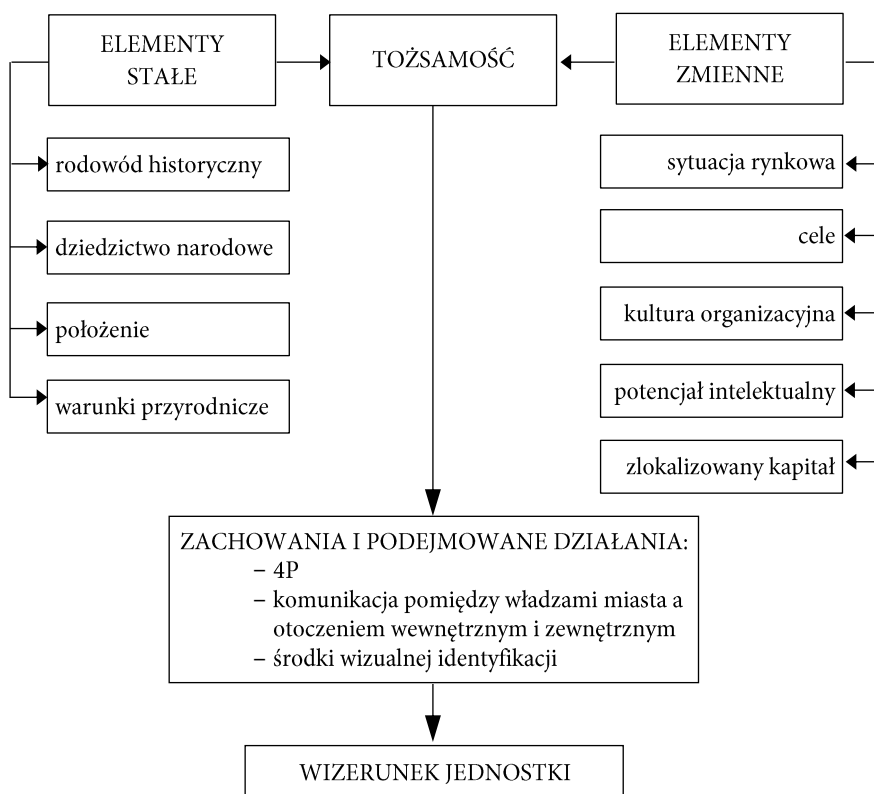 ELEMENTY
STAŁE
TOŻSAMOŚĆ
ELEMENTY
ZMIENNE
rodowód historyczny
dziedzictwo narodowe
położenie
warunki przyrodnicze
sytuacja rynkowa
cele
kultura organizacyjna
potencjał intelektualny
zlokalizowany kapitał
ZACHOWANIA I PODEJMOWANE DZIAŁANIA:
– 4P
– komunikacja pomiędzy władzami miasta a
otoczeniem wewnętrznym i zewnętrznym
– środki wizualnej identyfikacji
WIZERUNEK JEDNOSTKI